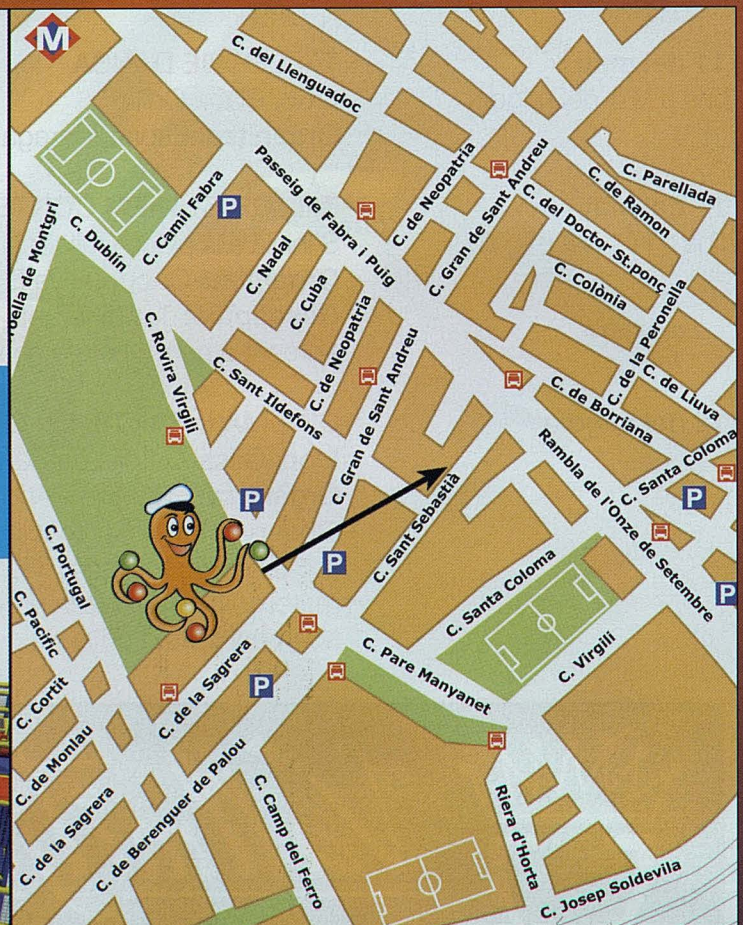 M
C. del Llenguadoc
Passeig de Fabra i Puig
C. de Neopatria
C. Gran de Sant Andreu
C. Parellada
C. de Ramon
C. del Doctor St.ponç
C. Colònia
C. de la Peronella
C. de Liuva
C. de Borriana
C. Camil Fabra
P
C. Dublín
C. Nadal
C. Cuba
C. de Neopatria
C. Rovira Virgili
C. Sant Ildefons
C. Gran de Sant Andreu
Rambla de l'Onze de Setembre
C. Santa Coloma
P
P
P
P
C. Sant Sebastià
C. Santa Coloma
C. Virgili
C. Pare Manyanet
C. Portugal
C. Pacific
C. Cortit
C. de Monlau
C. de la Sagrera
C. de la Sagrera
P
C. de Berenguer de Palou
C. Camp del Ferro
Riera d'Horta
C. Josep Soldevila